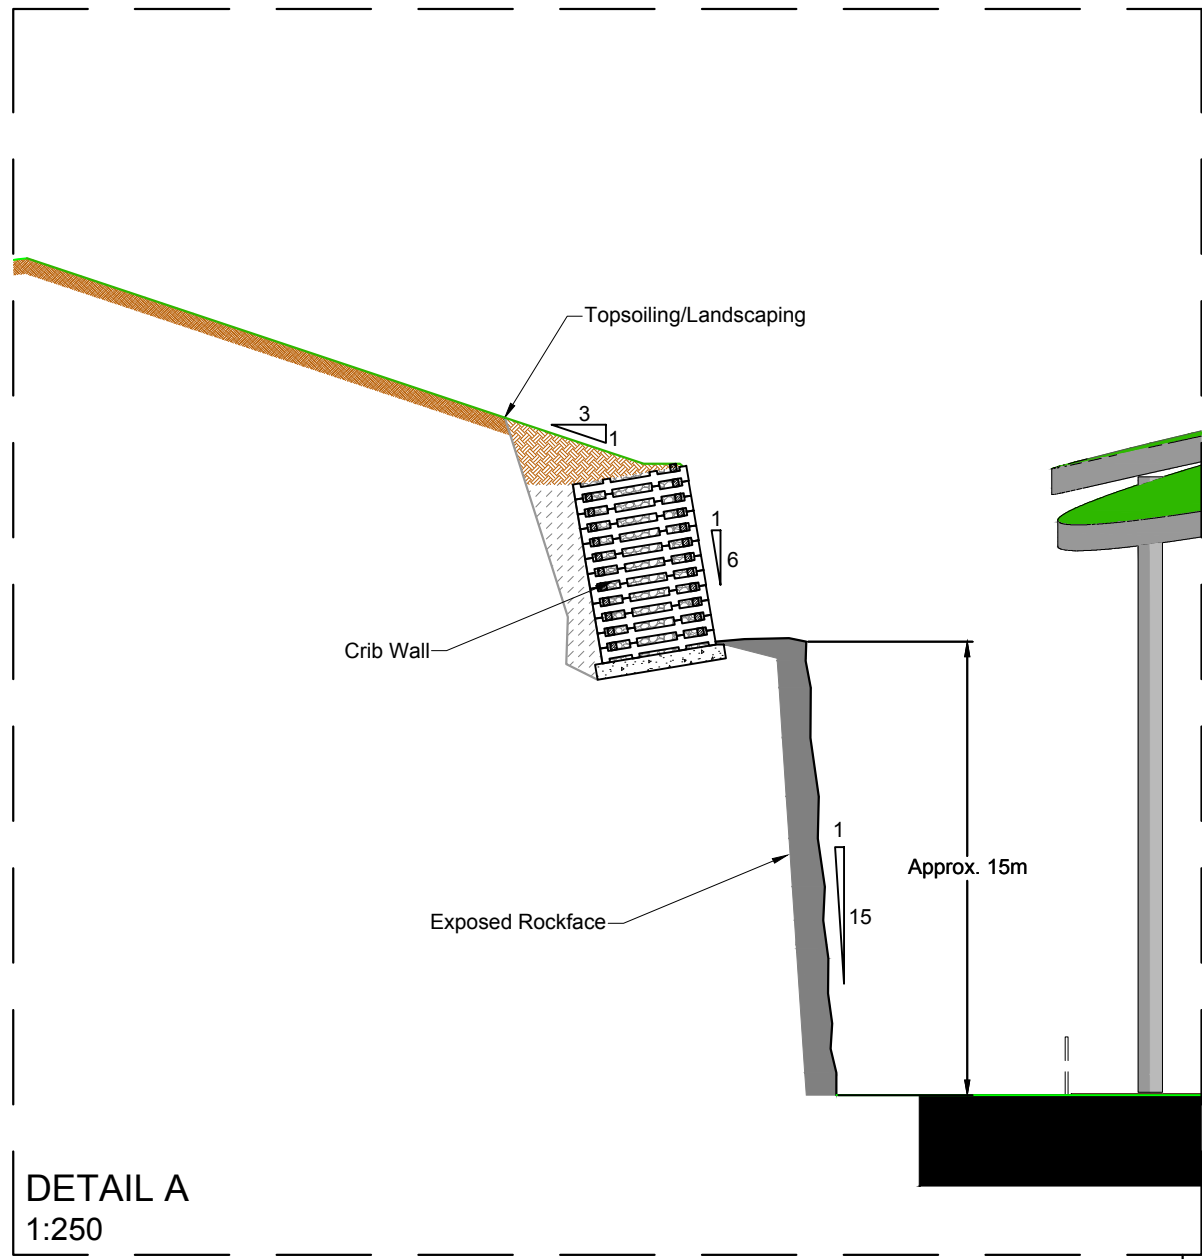 Topsoiling/Landscaping
3
1
1
6
Crib Wall
1
15
Approx. 15m
Exposed Rockface
DETAIL A
1:250